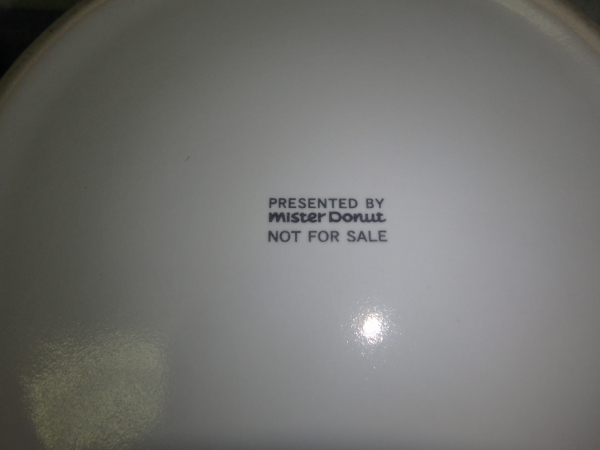 PRESENTED BY
mister Donut
NOT FOR SALE